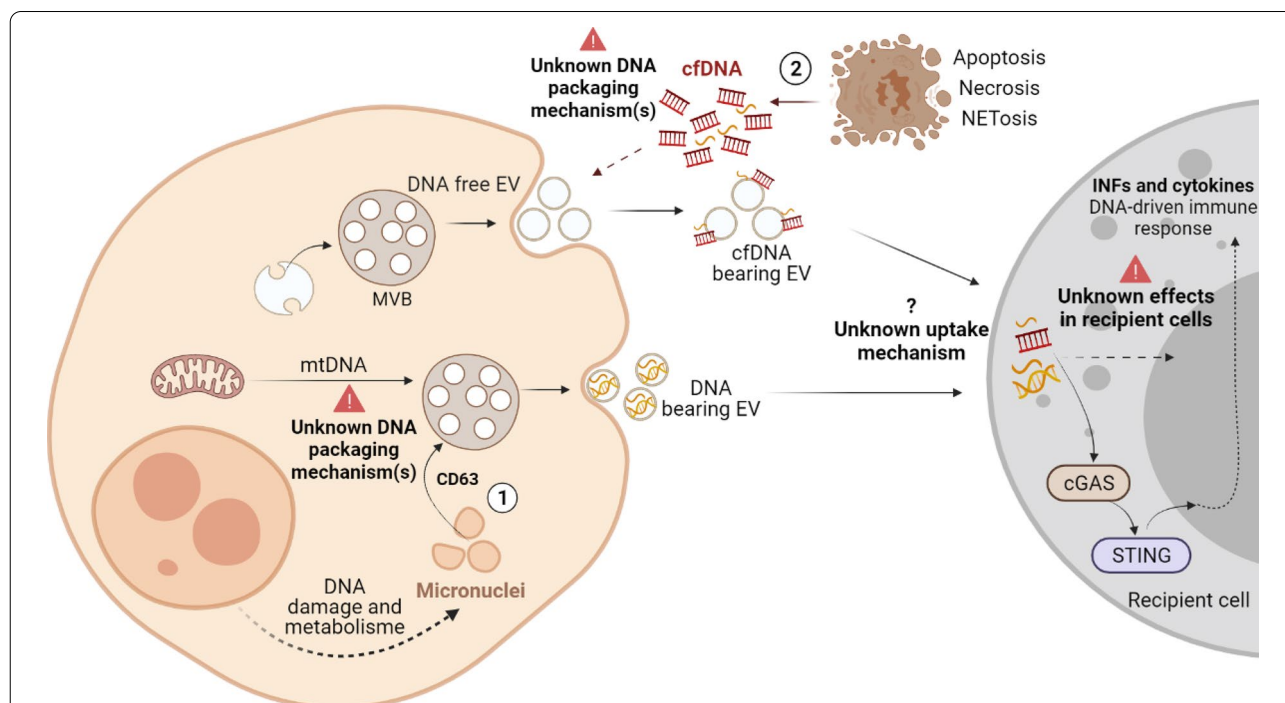 Unknown DNA
packaging
mechanism(s)
cfDNA
2
Apoptosis
Necrosis
NETosis
DNA free EV
MVB
cfDNA
bearing EV
INFs and cytokines
DNA-driven immune
response
Unknown effects
in recipient cells
?
Unknown uptake
mechanism
mtDNA
Unknown DNA
packaging
mechanism(s)
DNA
bearing EV
CD63
1
Micronuclei
DNA
damage and
metabolisme
cGAS
STING
Recipient cell